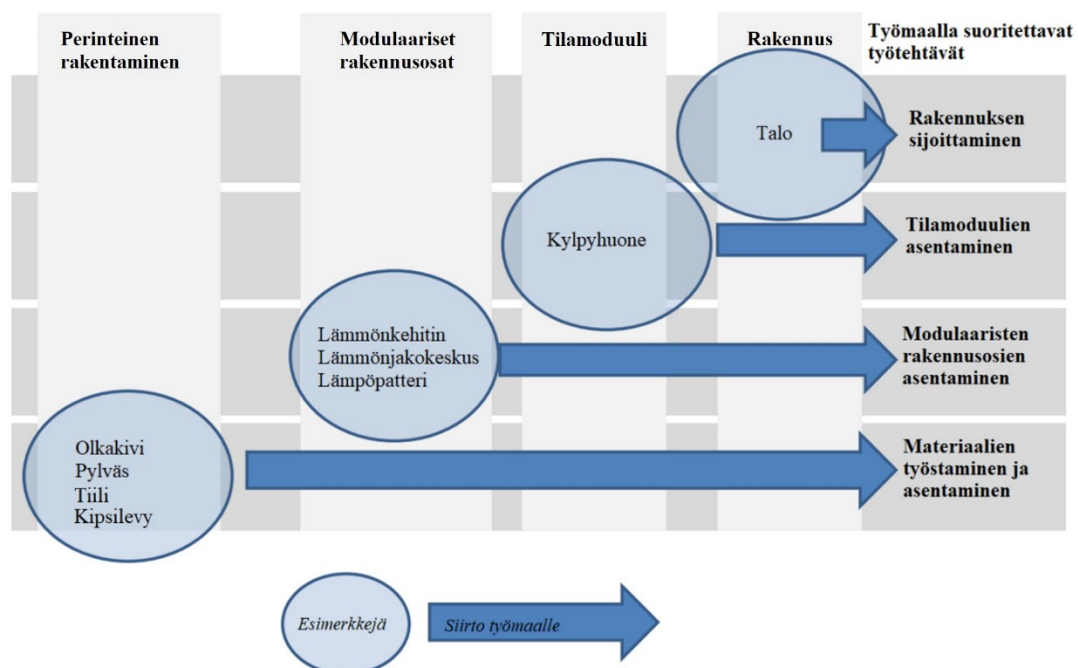 Perinteinen
rakentaminen
Modulaariset
rakennusosat
Tilamoduuli
Rakennus
Työmaalla suoritettavat
työtehtävät
Talo
Rakennuksen
sijoittaminen
Kylpyhuone
Tilamoduulien
asentaminen
Lämmönkehitin
Lämmönjakokeskus
Lämpöpatteri
Modulaaristen
rakennusosien
asentaminen
Olkakivi
Pylväs
Tiili
Kipsilevy
Materiaalien
työstaminen ja
asentaminen
Esimerkkejä
Siirto työmaalle